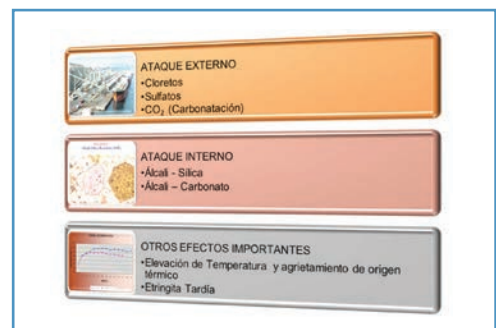 ATAQUE EXTERNO
•Cloretos
•Sulfatos
•CO₂ (Carbonatación)
ATAQUE INTERNO
•Álcali - Sílica
•Álcali – Carbonato
OTROS EFECTOS IMPORTANTES
•Elevación de Temperatura y agrietamiento de origen
térmico
•Etringita Tardía